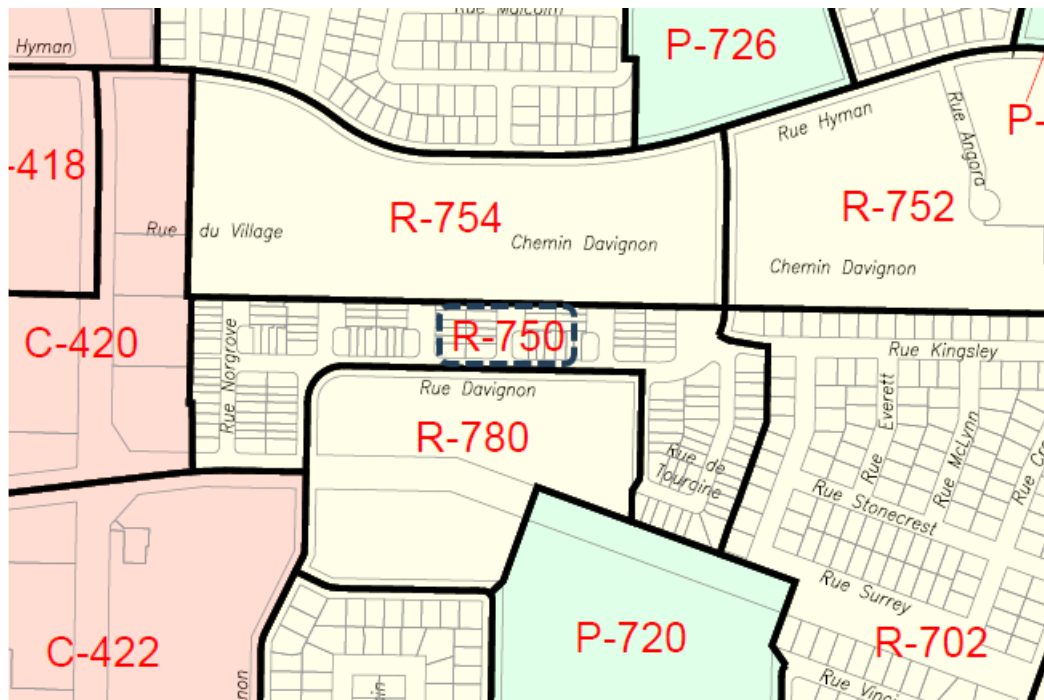 Rue Malcolm
Hyman
P-726
Rue Hyman
Rue Angora
P-
-418
R-754
R-752
Rue du Village
Chemin Davignon
Chemin Davignon
C-420
R-750
Rue Norgrove
Rue Kingsley
Rue Davignon
Rue Everett
R-780
Rue McLynn
Rue de
Touraine
Rue Stonecrest
Rue Surrey
C-422
P-720
R-702